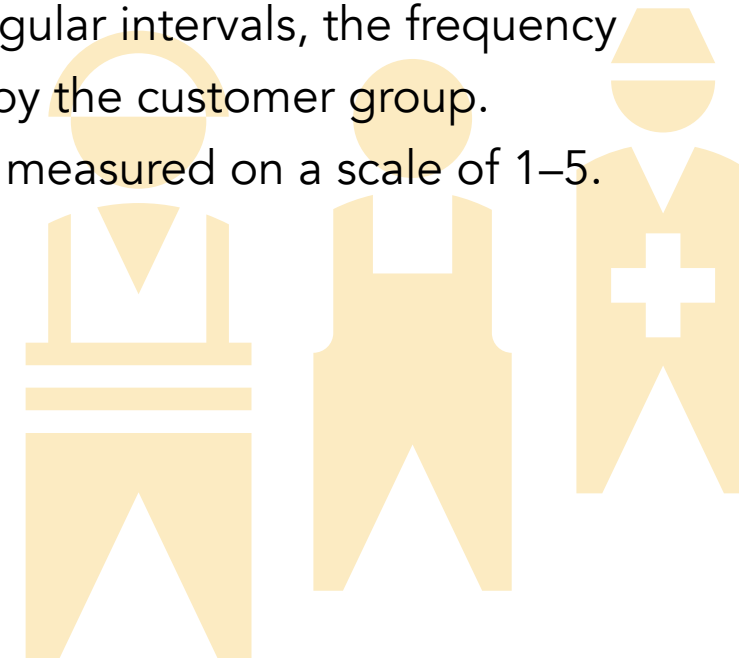 gular intervals, the frequency
by the customer group.
measured on a scale of 1–5.